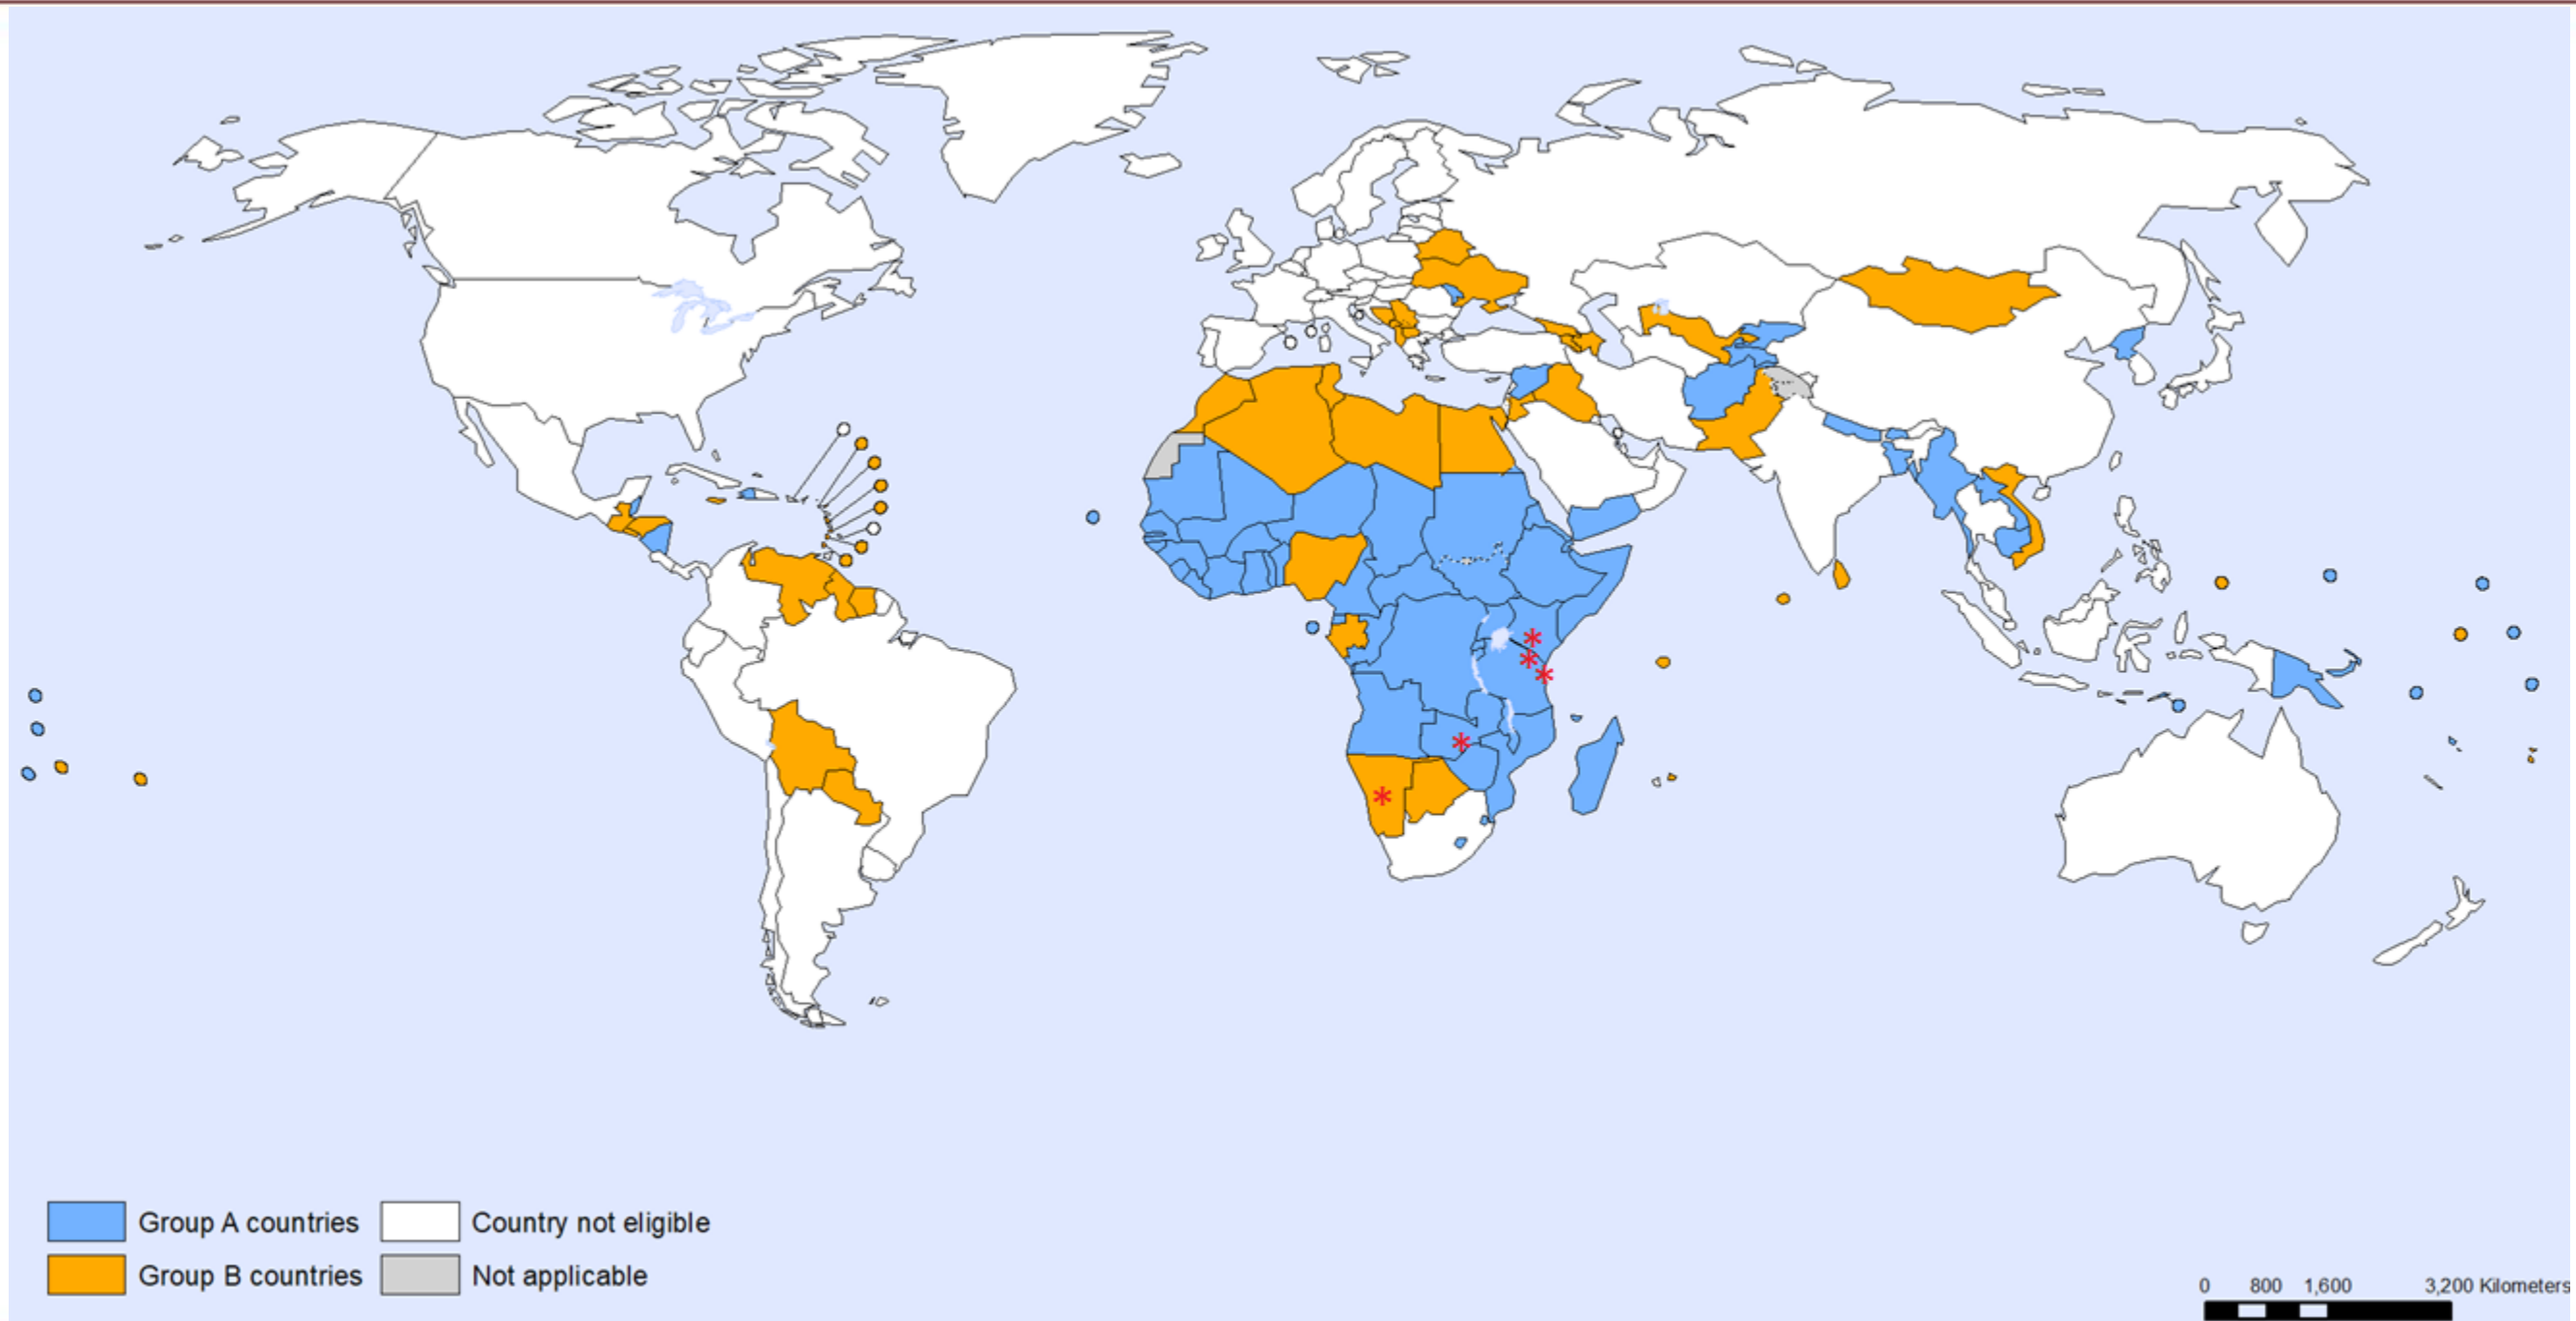 Group A countries
Country not eligible
Group B countries
Not applicable
0 800 1,600 3,200 Kilometers